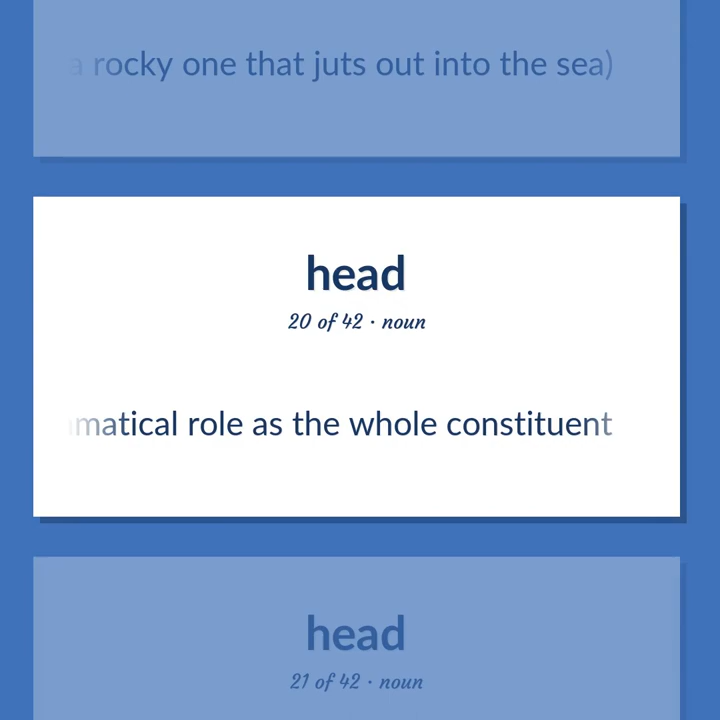 a rocky one that juts out into the sea)
head
20 of 42 · noun
matical role as the whole constituent
head
21 of 42 · noun